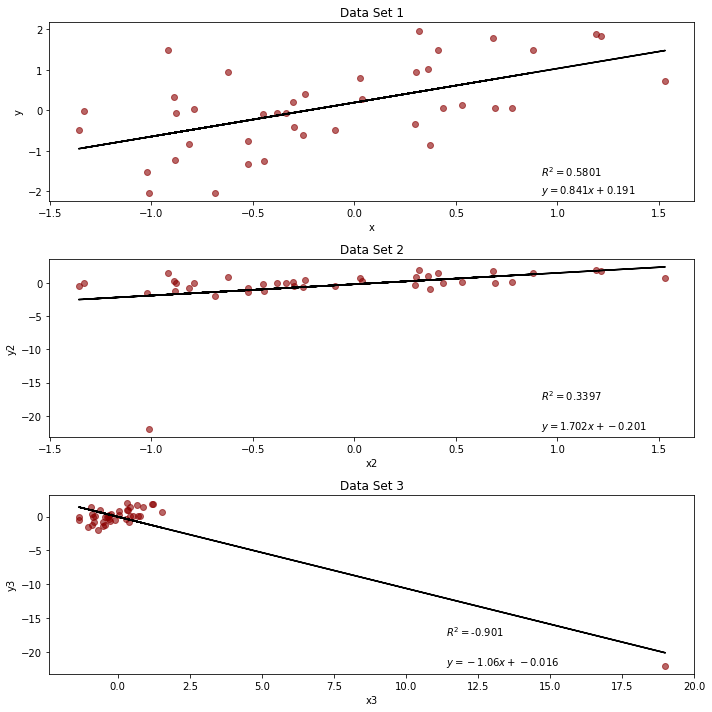 Data Set 1
2
1
0
−1
−2
y
R² = 0.5801
y = 0.841x + 0.191
−1.5 −1.0 −0.5 0.0 0.5 1.0 1.5
x
Data Set 2
0
−5
−10
−15
−20
y2
R² = 0.3397
y = 1.702x + −0.201
−1.5 −1.0 −0.5 0.0 0.5 1.0 1.5
x2
Data Set 3
0
−5
−10
−15
−20
y3
R² = -0.901
y = −1.06x + −0.016
0.0 2.5 5.0 7.5 10.0 12.5 15.0 17.5 20.0
x3